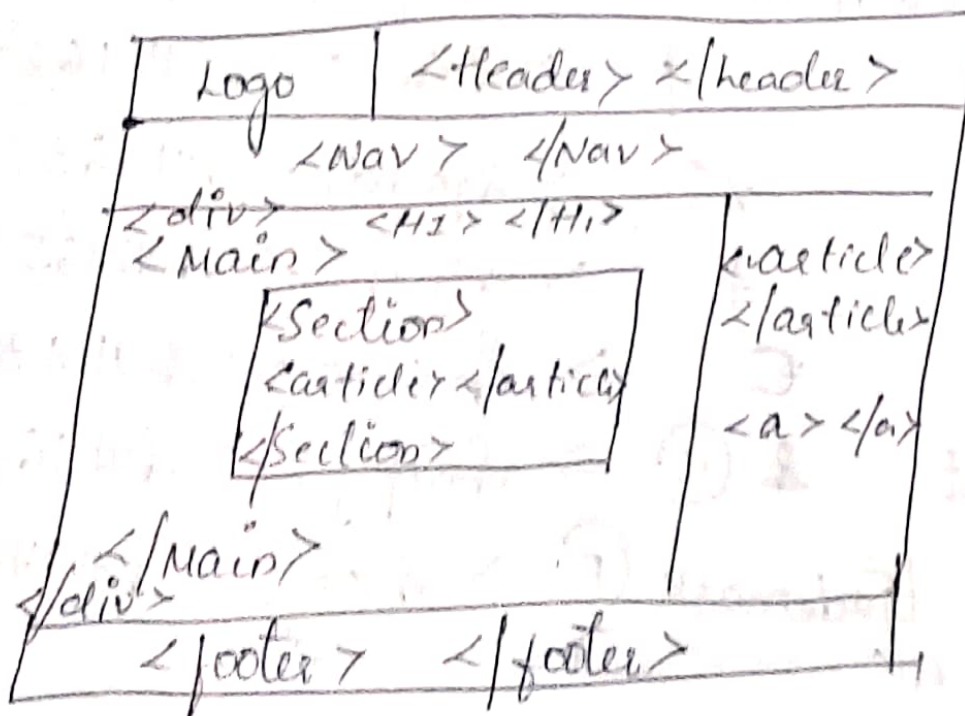 Logo
<Header> </header>
<Nav> </Nav>
<div>
<H1> </H1>
<Main>
<Section>
<article> </article>
</Section>
</Main>
</div>
<article>
</article>
<a> </a>
<footer> </footer>